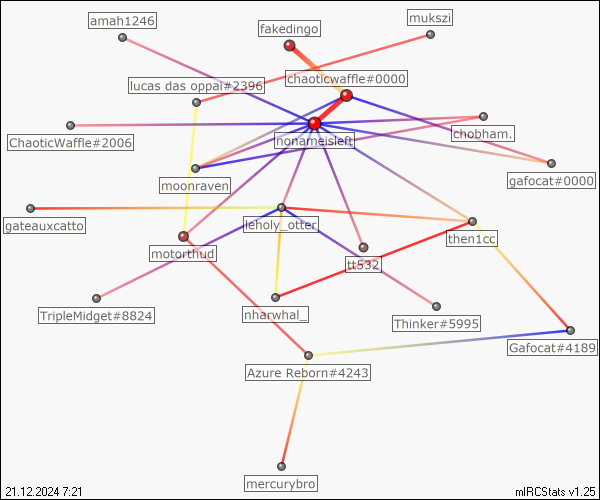 amah1246
mukszi
fakedingo
chaoticwaffle#0000
lucas das oppai#2396
nonameisleft
ChaoticWaffle#2006
chobham.
moonraven
gafocat#0000
gateauxcatto
leholy_otter
then1cc
motorthud
tt532
TripleMidget#8824
nharwhal_
Thinker#5995
Gafocat#4189
Azure Reborn#4243
mercurybro
21.12.2024 7:21
mIRCStats v1.25